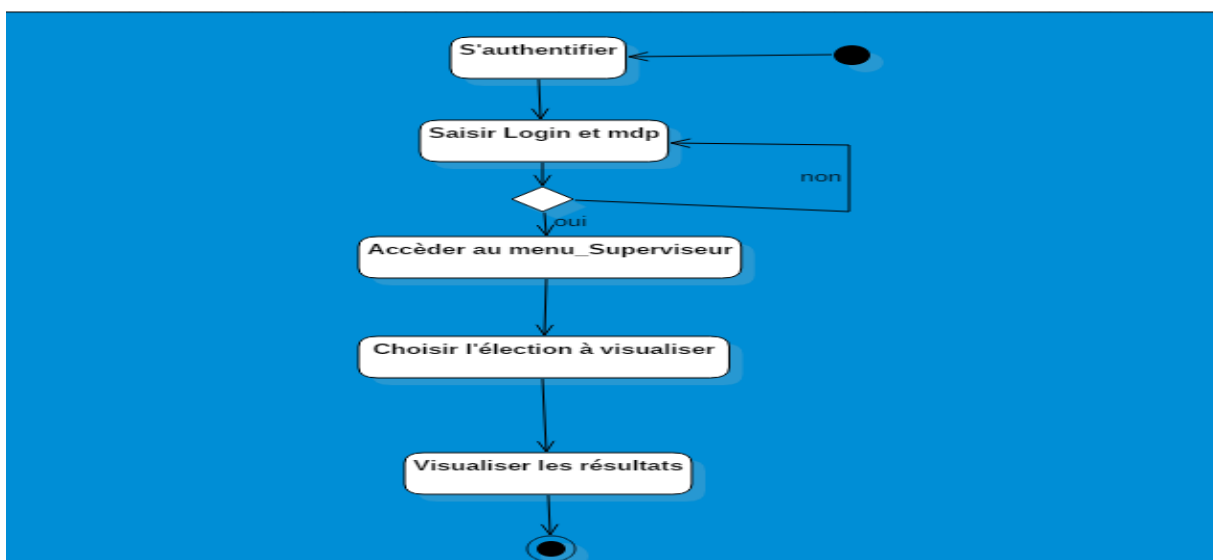 S'authentifier
Saisir Login et mdp
non
oui
Accèder au menu_Superviseur
Choisir l'élection à visualiser
Visualiser les résultats